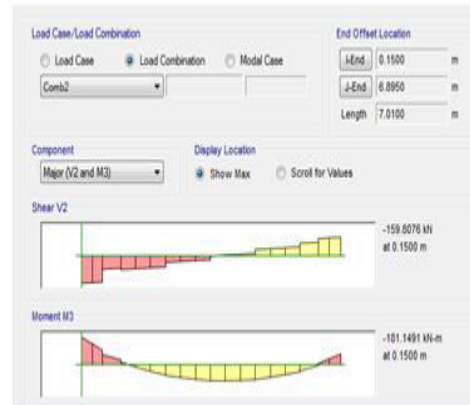 Load Case/Load Combination
Load Case Load Combination Modal Case
Comb2
End Offset Location
I-End 0.1500 m
J-End 6.8950 m
Length 7.0100 m
Component
Major (V2 and M3)
Display Location
Show Max Scroll for Values
Shear V2
-159.8076 kN
at 0.1500 m
Moment M3
-181.1491 kN-m
at 0.1500 m